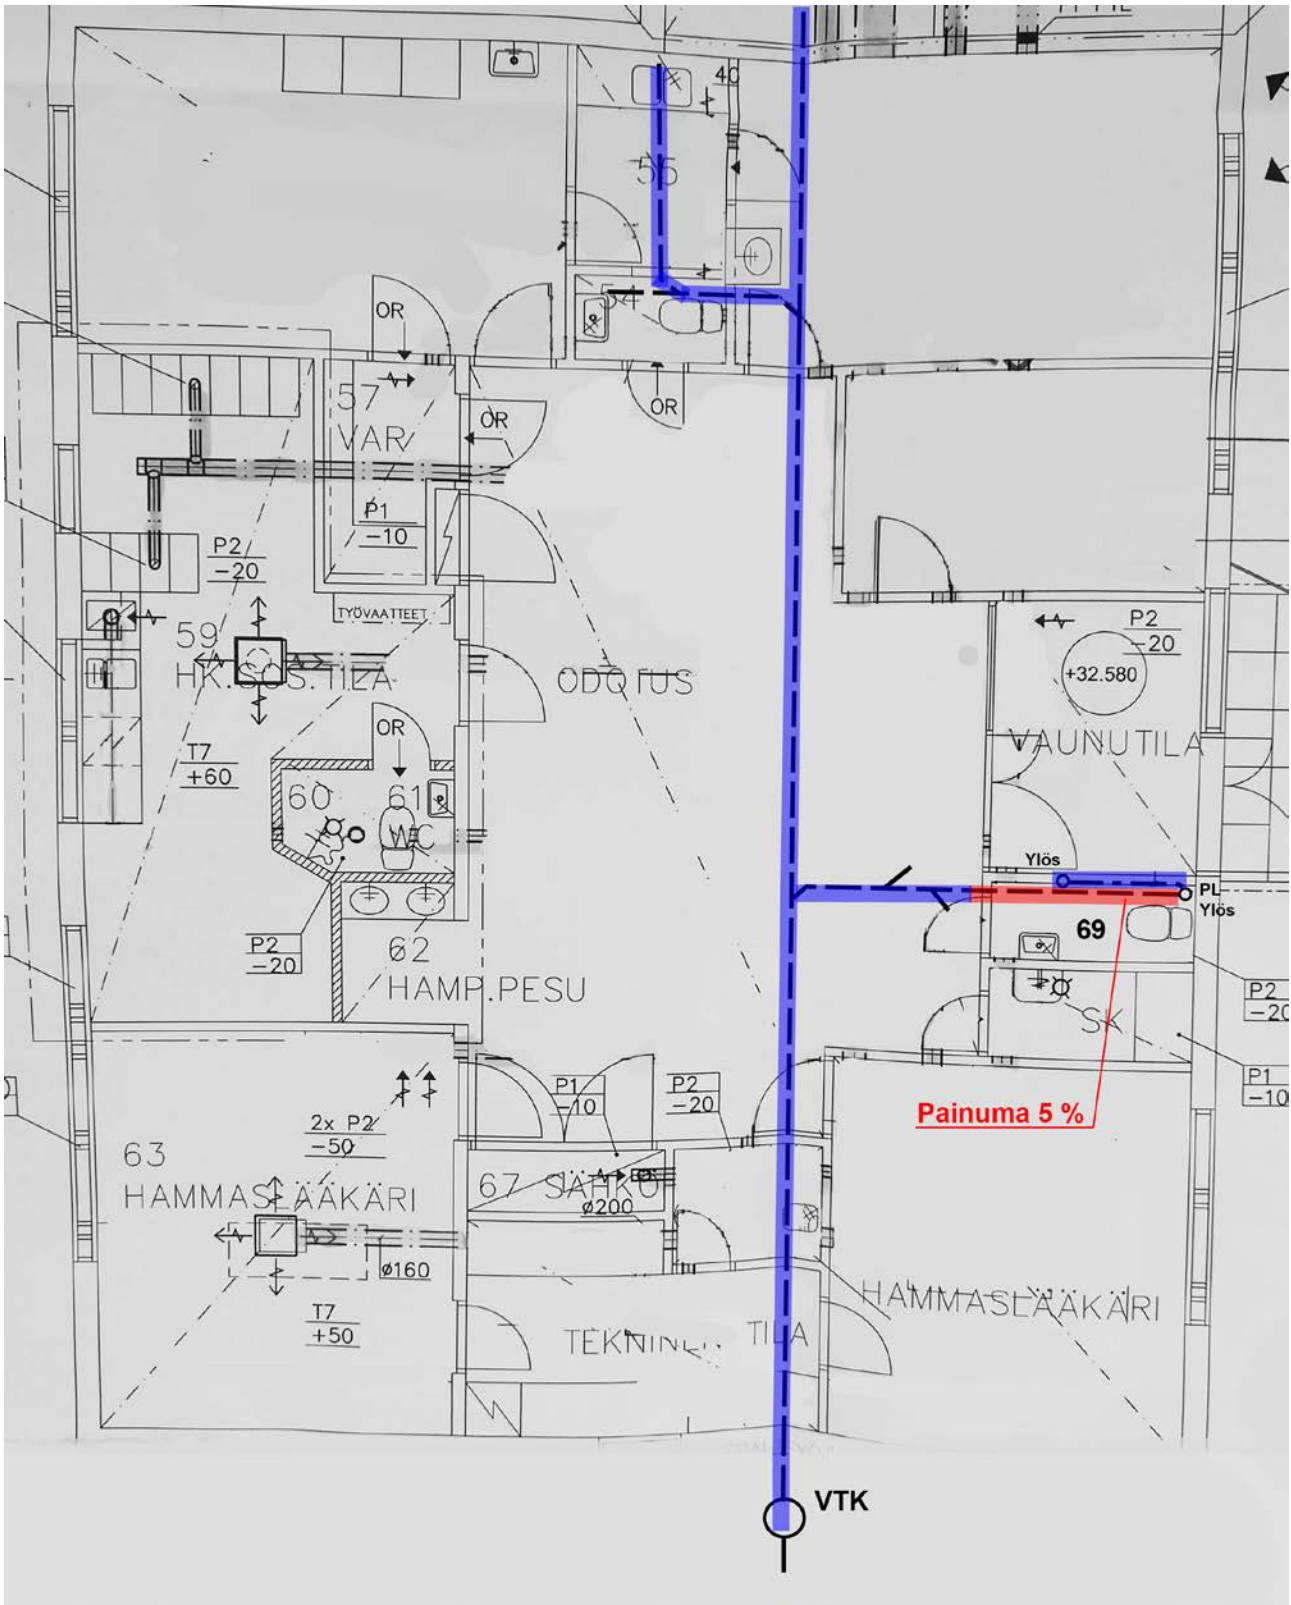 40
55
54
OR
OR
OR
57
VAR
P1
-10
P2
-20
TYÖVAATTEET
59
HK.SOS.TILA
ODOTUS
P2
-20
+32.580
VAUNUTILA
OR
T7
+60
60
61
WC
Ylös
PL
Ylös
69
P2
-20
62
HAMP.PESU
SK
P2
-20
P1
-10
P1
-10
P2
-20
Painuma 5 %
2x P2
-50
63
HAMMASLÄÄKÄRI
67 SÄHKÖ
ø200
ø160
T7
+50
HAMMASLÄÄKÄRI
TEKNINEN TILA
VTK